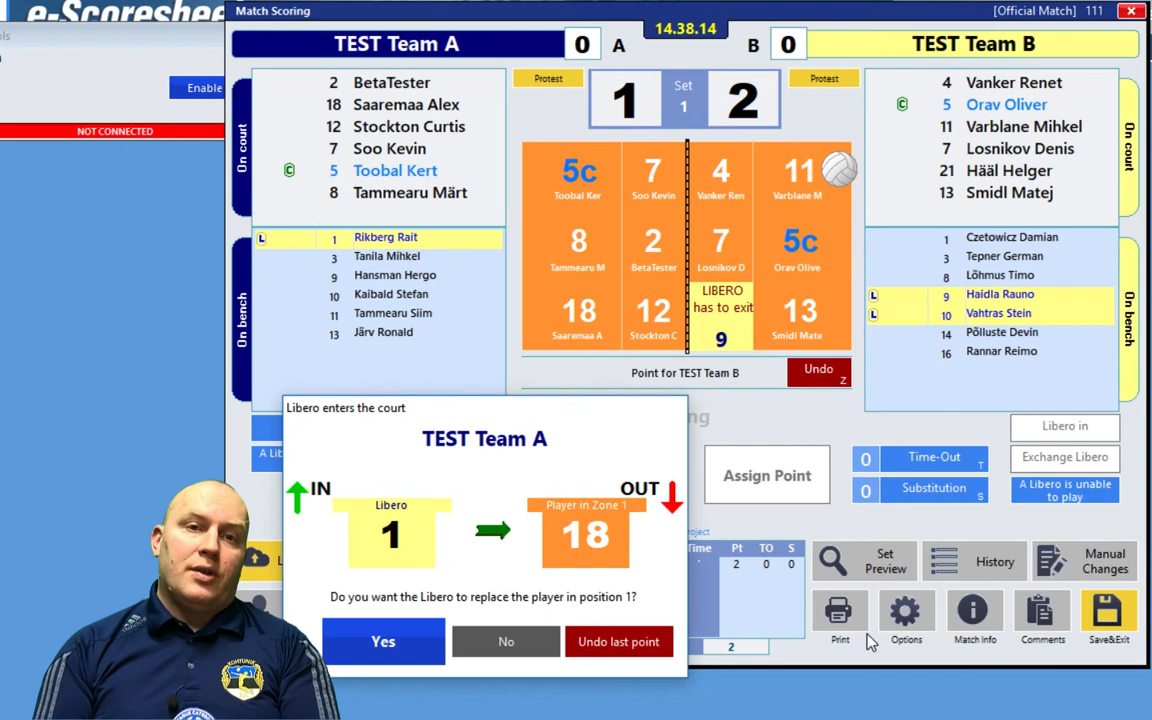 e-Scoreshee
Match Scoring
[Official Match] 111
14.38.14
TEST Team A
0 A
B 0
TEST Team B
ols
Enable
NOT CONNECTED
On court
2 BetaTester
18 Saaremaa Alex
12 Stockton Curtis
7 Soo Kevin
C 5 Toobal Kert
8 Tammearu Märt
On bench
L 1 Rikberg Rait
3 Tanila Mihkel
9 Hansman Hergo
10 Kaibald Stefan
11 Tammearu Siim
13 Järv Ronald
Protest
1
Set
1
2
Protest
5c
Toobal Ker
7
Soo Kevin
4
Vanker Ren
11
Varblane M
8
Tammearu M
2
BetaTester
7
Losnikov D
5c
Orav Olive
18
Saaremaa A
12
Stockton C
LIBERO
has to exit
9
13
Smidl Mate
Point for TEST Team B
Undo
Z
On court
4 Vanker Renet
C 5 Orav Oliver
11 Varblane Mihkel
7 Losnikov Denis
21 Hääl Helger
13 Smidl Matej
On bench
1 Czetowicz Damian
3 Tepner German
8 Lõhmus Timo
L 9 Haidla Rauno
L 10 Vahtras Stein
14 Põlluste Devin
16 Rannar Reimo
A Lib
Libero enters the court
TEST Team A
IN
OUT
Libero
1
Player in Zone 1
18
Do you want the Libero to replace the player in position 1?
Yes
No
Undo last point
Assign Point
0 Time-Out T
0 Substitution S
Libero in
Exchange Libero
A Libero is unable
to play
Time Pt TO S
2 0 0
2
Set
Preview
History
Manual
Changes
Print
Options
Match Info
Comments
Save&Exit